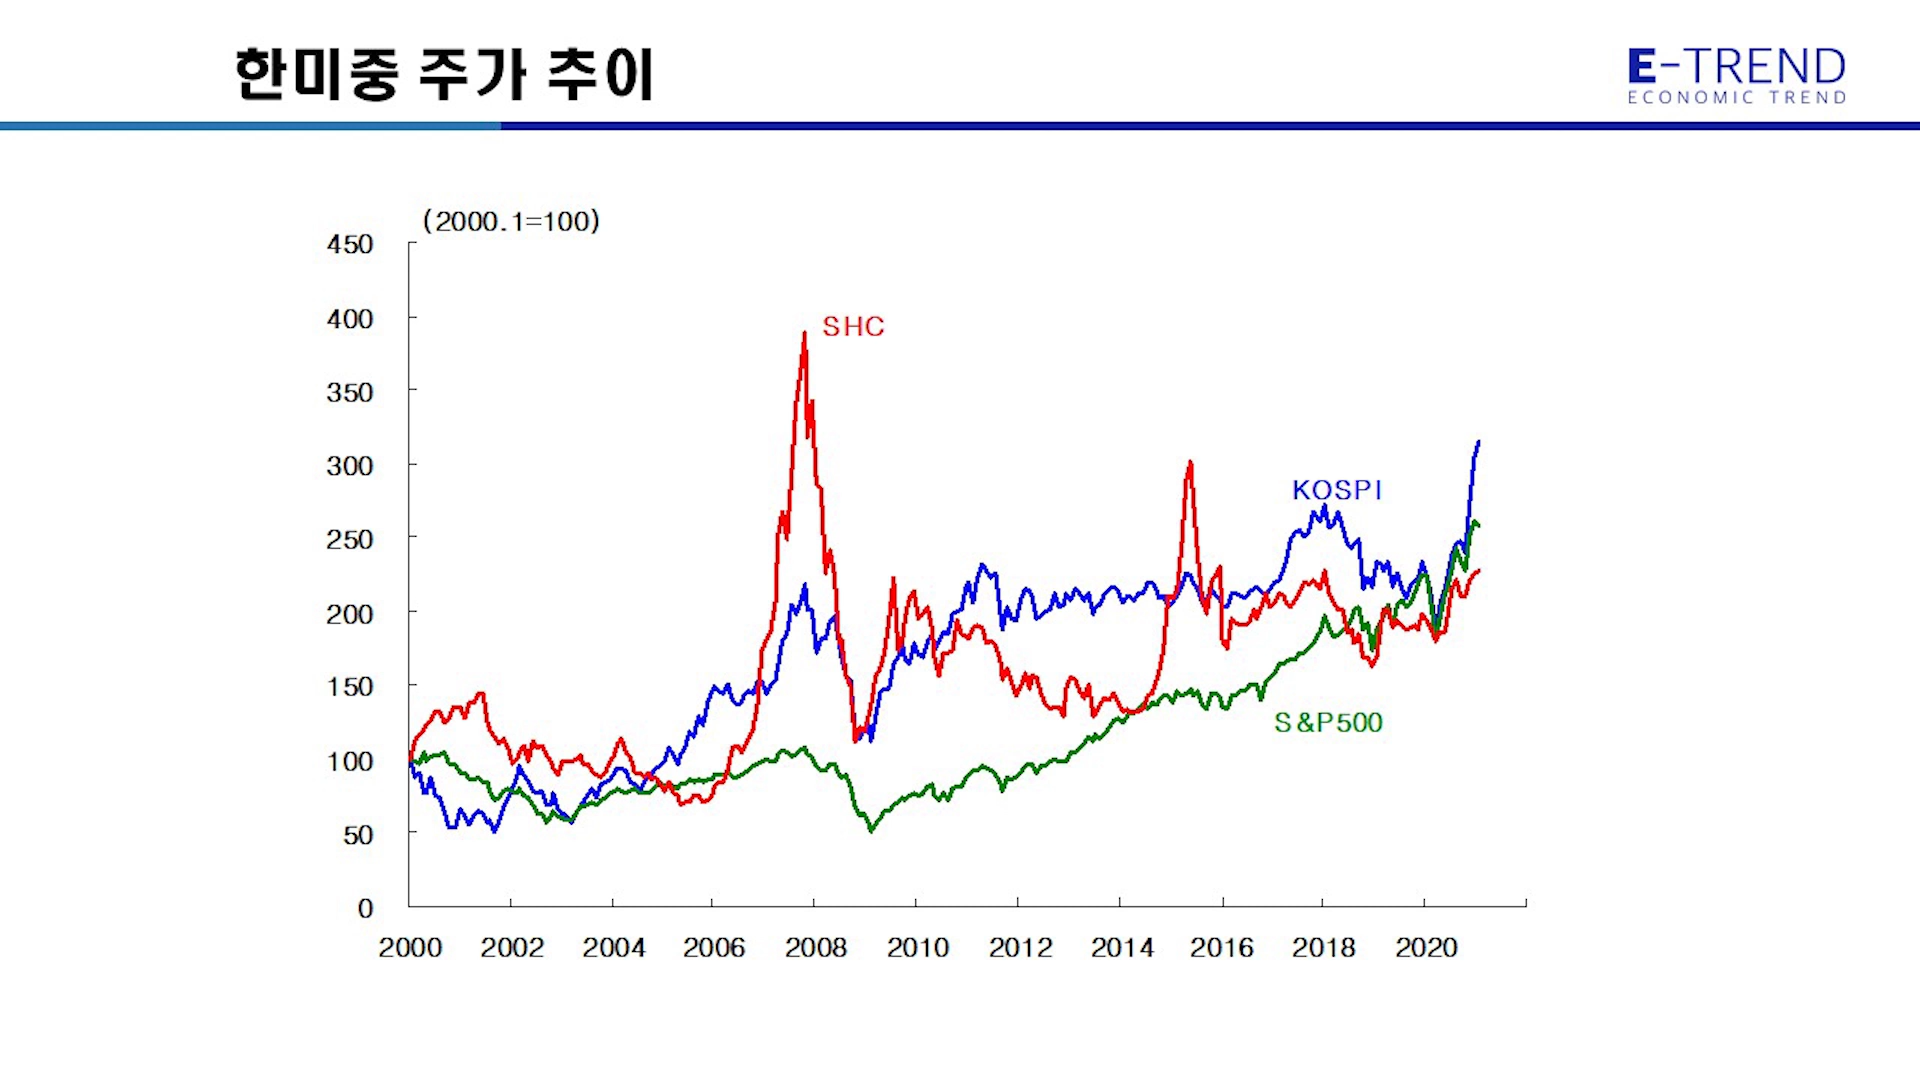 한미중 주가 추이
E-TREND
ECONOMIC TREND
(2000.1=100)
450
400
350
300
250
200
150
100
50
0
SHC
KOSPI
S&P500
2000 2002 2004 2006 2008 2010 2012 2014 2016 2018 2020